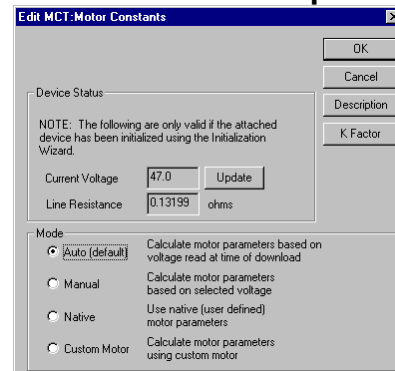 Edit MCT:Motor Constants
OK
Cancel
Description
K Factor
Device Status
NOTE: The following are only valid if the attached
device has been initialized using the Initialization
Wizard.
Current Voltage 47.0 Update
Line Resistance 0.13199 ohms
Mode
Auto (default) Calculate motor parameters based on
voltage read at time of download
Manual Calculate motor parameters
based on selected voltage
Native Use native (user defined)
motor parameters
Custom Motor Calculate motor parameters
using custom motor